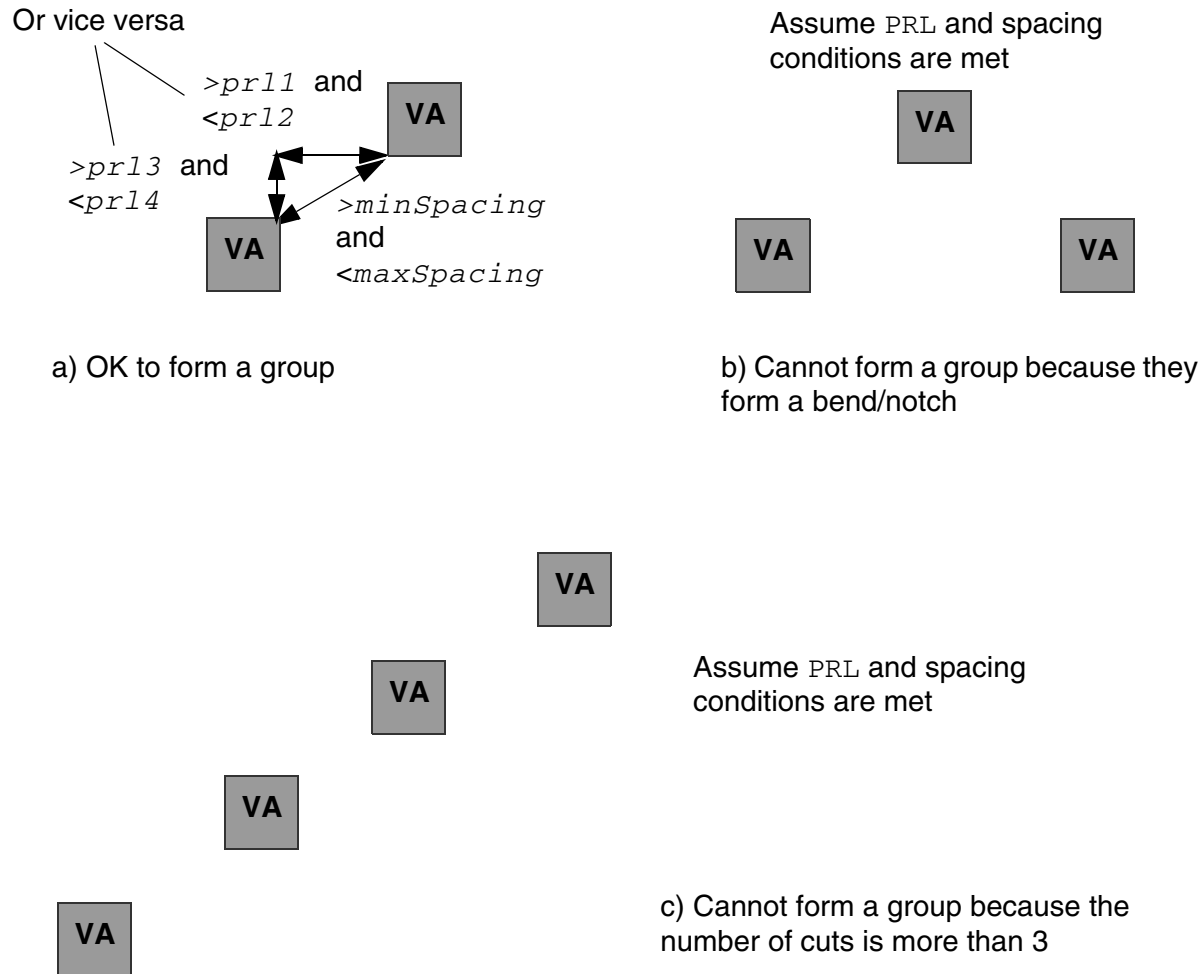 Or vice versa
>prl1 and
<prl2
VA
>prl3 and
<prl4
VA
>minSpacing
and
<maxSpacing
a) OK to form a group
Assume PRL and spacing
conditions are met
VA
VA
VA
b) Cannot form a group because they
form a bend/notch
VA
VA
VA
VA
Assume PRL and spacing
conditions are met
c) Cannot form a group because the
number of cuts is more than 3